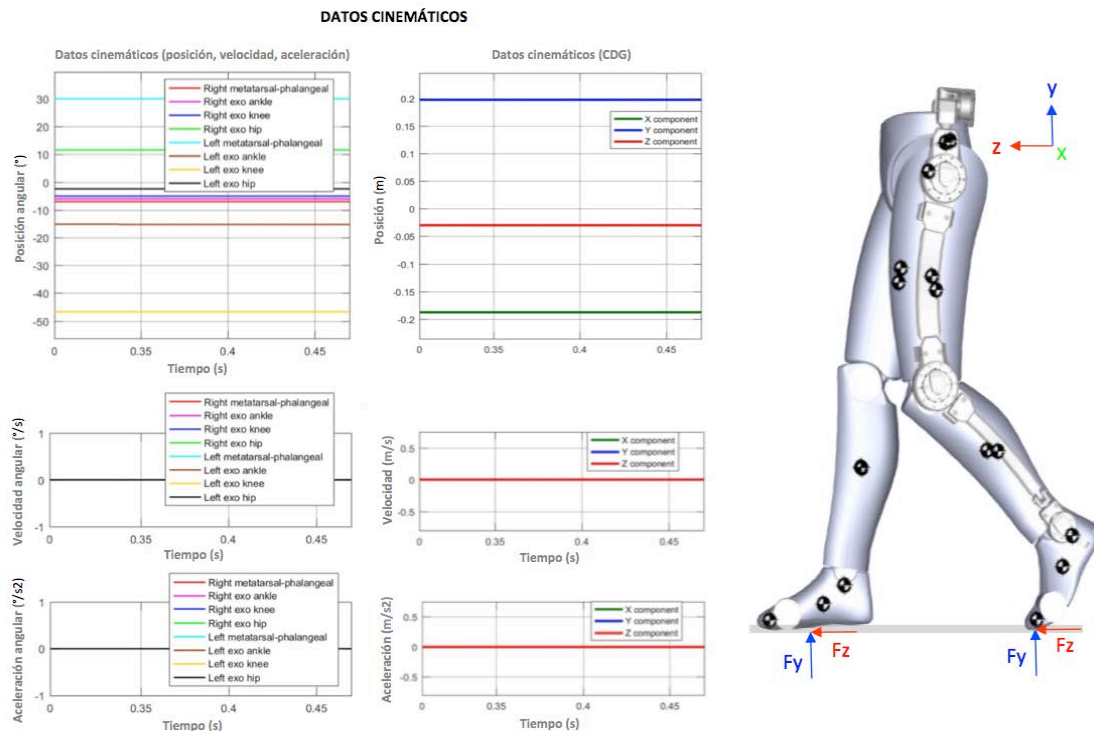 DATOS CINEMÁTICOS
Datos cinemáticos (posición, velocidad, aceleración)
Right metatarsal-phalangeal
Right exo ankle
Right exo knee
Right exo hip
Left metatarsal-phalangeal
Left exo ankle
Left exo knee
Left exo hip
Posición angular (°)
30
20
10
0
-10
-20
-30
-40
-50
0 0.35 0.4 0.45
Tiempo (s)
Datos cinemáticos (CDG)
X component
Y component
Z component
Posición (m)
0.2
0.15
0.1
0.05
0
-0.05
-0.1
-0.15
-0.2
0 0.35 0.4 0.45
Tiempo (s)
Right metatarsal-phalangeal
Right exo ankle
Right exo knee
Right exo hip
Left metatarsal-phalangeal
Left exo ankle
Left exo knee
Left exo hip
Velocidad angular (°/s)
1
0
-1
0 0.35 0.4 0.45
Tiempo (s)
X component
Y component
Z component
Velocidad (m/s)
0.5
0
-0.5
0 0.35 0.4 0.45
Tiempo (s)
Right metatarsal-phalangeal
Right exo ankle
Right exo knee
Right exo hip
Left metatarsal-phalangeal
Left exo ankle
Left exo knee
Left exo hip
Aceleración angular (°/s2)
1
0
-1
0 0.35 0.4 0.45
Tiempo (s)
X component
Y component
Z component
Aceleración (m/s2)
0.5
0
-0.5
0 0.35 0.4 0.45
Tiempo (s)
y
z
x
Fy
Fz
Fy
Fz